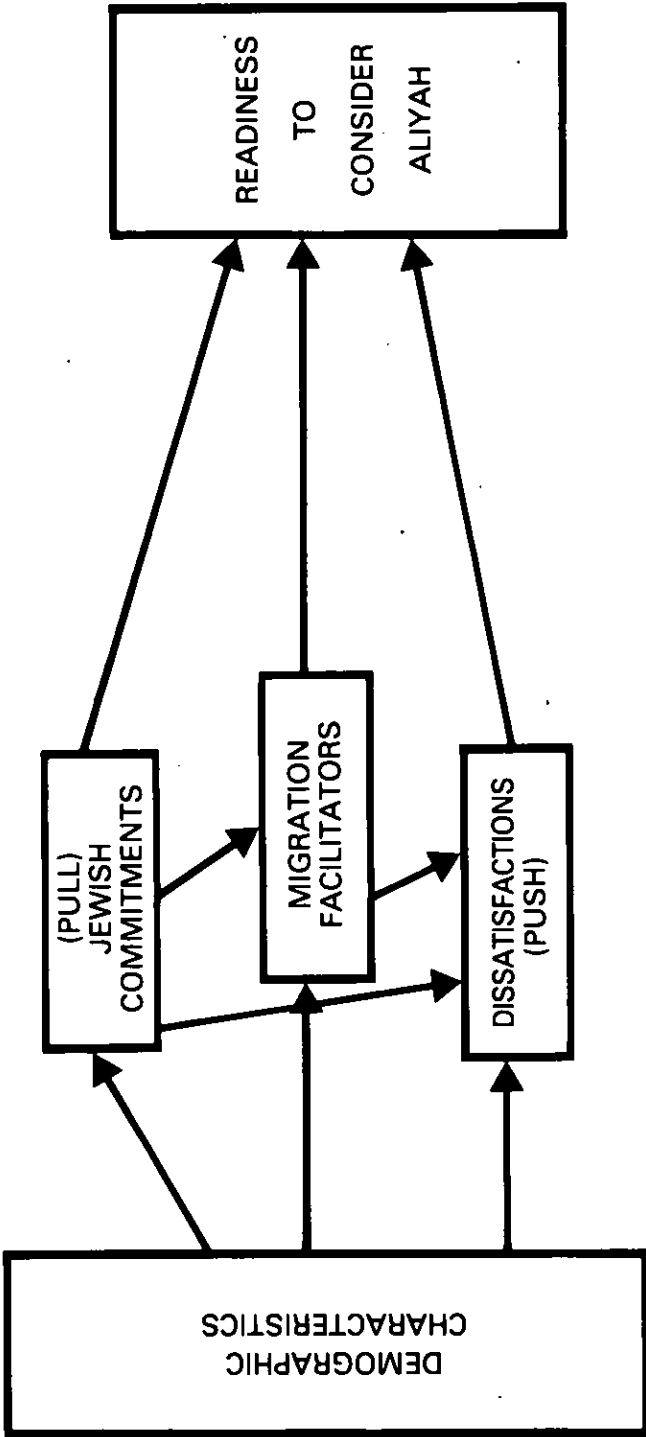 DEMOGRAPHIC
CHARACTERISTICS
(PULL)
JEWISH
COMMITMENTS
MIGRATION
FACILITATORS
DISSATISFACTIONS
(PUSH)
READINESS
TO
CONSIDER
ALIYAH